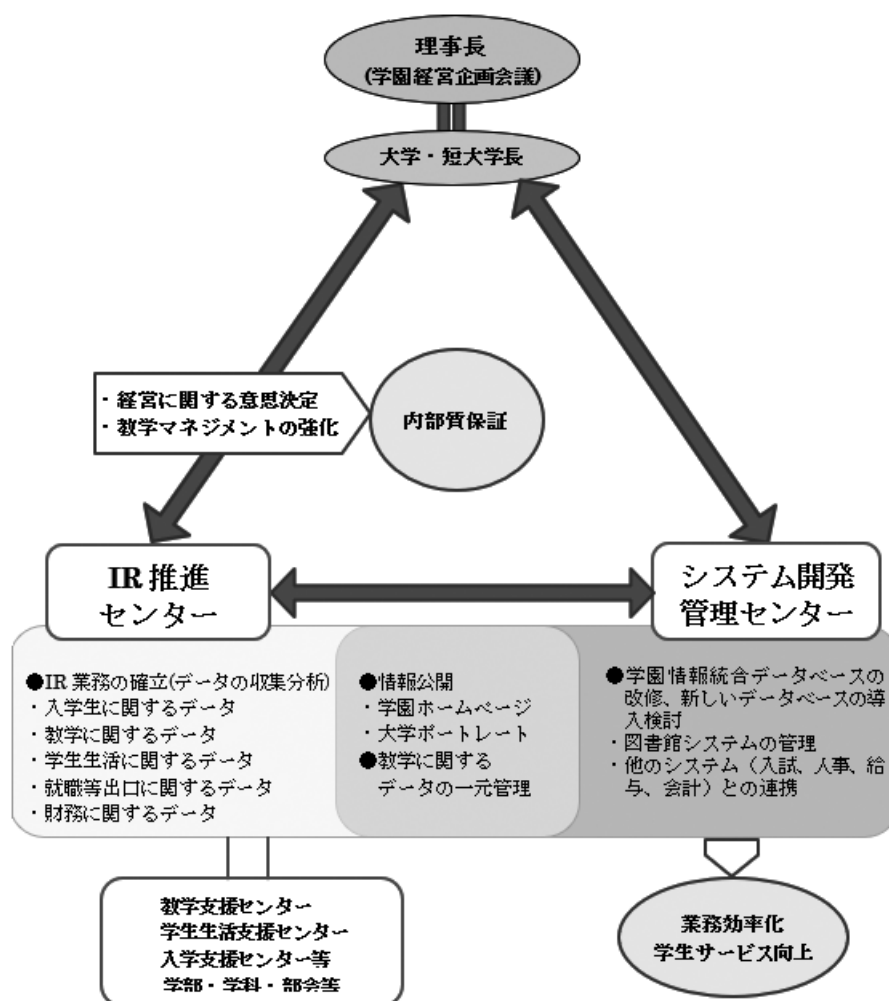 理事長
(学園経営企画会議)
大学・短大学長
・経営に関する意思決定
・教学マネジメントの強化
内部質保証
IR推進
センター
システム開発
管理センター
●IR業務の確立(データの収集分析)
・入学生に関するデータ
・教学に関するデータ
・学生生活に関するデータ
・就職等出口に関するデータ
・財務に関するデータ
●情報公開
・学園ホームページ
・大学ポートレート
●教学に関する
データの一元管理
●学園情報統合データベースの
改修、新しいデータベースの導
入検討
・図書館システムの管理
・他のシステム（入試、人事、給
与、会計）との連携
教学支援センター
学生生活支援センター
入学支援センター等
学部・学科・部会等
業務効率化
学生サービス向上